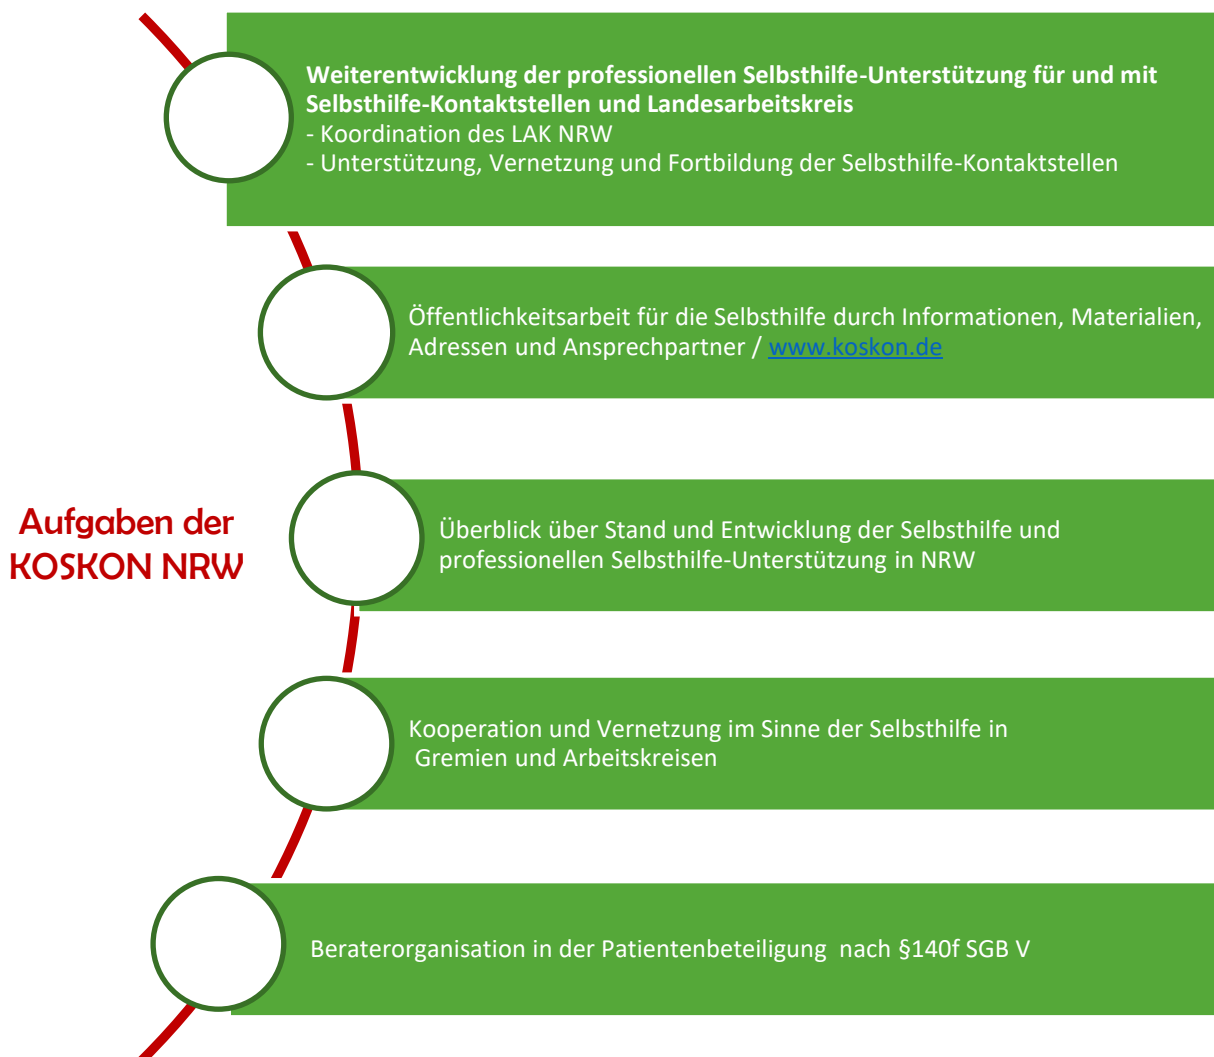 Weiterentwicklung der professionellen Selbsthilfe-Unterstützung für und mit
Selbsthilfe-Kontaktstellen und Landesarbeitskreis
- Koordination des LAK NRW
- Unterstützung, Vernetzung und Fortbildung der Selbsthilfe-Kontaktstellen
Öffentlichkeitsarbeit für die Selbsthilfe durch Informationen, Materialien,
Adressen und Ansprechpartner / www.koskon.de
Aufgaben der
KOSKON NRW
Überblick über Stand und Entwicklung der Selbsthilfe und
professionellen Selbsthilfe-Unterstützung in NRW
Kooperation und Vernetzung im Sinne der Selbsthilfe in
Gremien und Arbeitskreisen
Beraterorganisation in der Patientenbeteiligung nach §140f SGB V